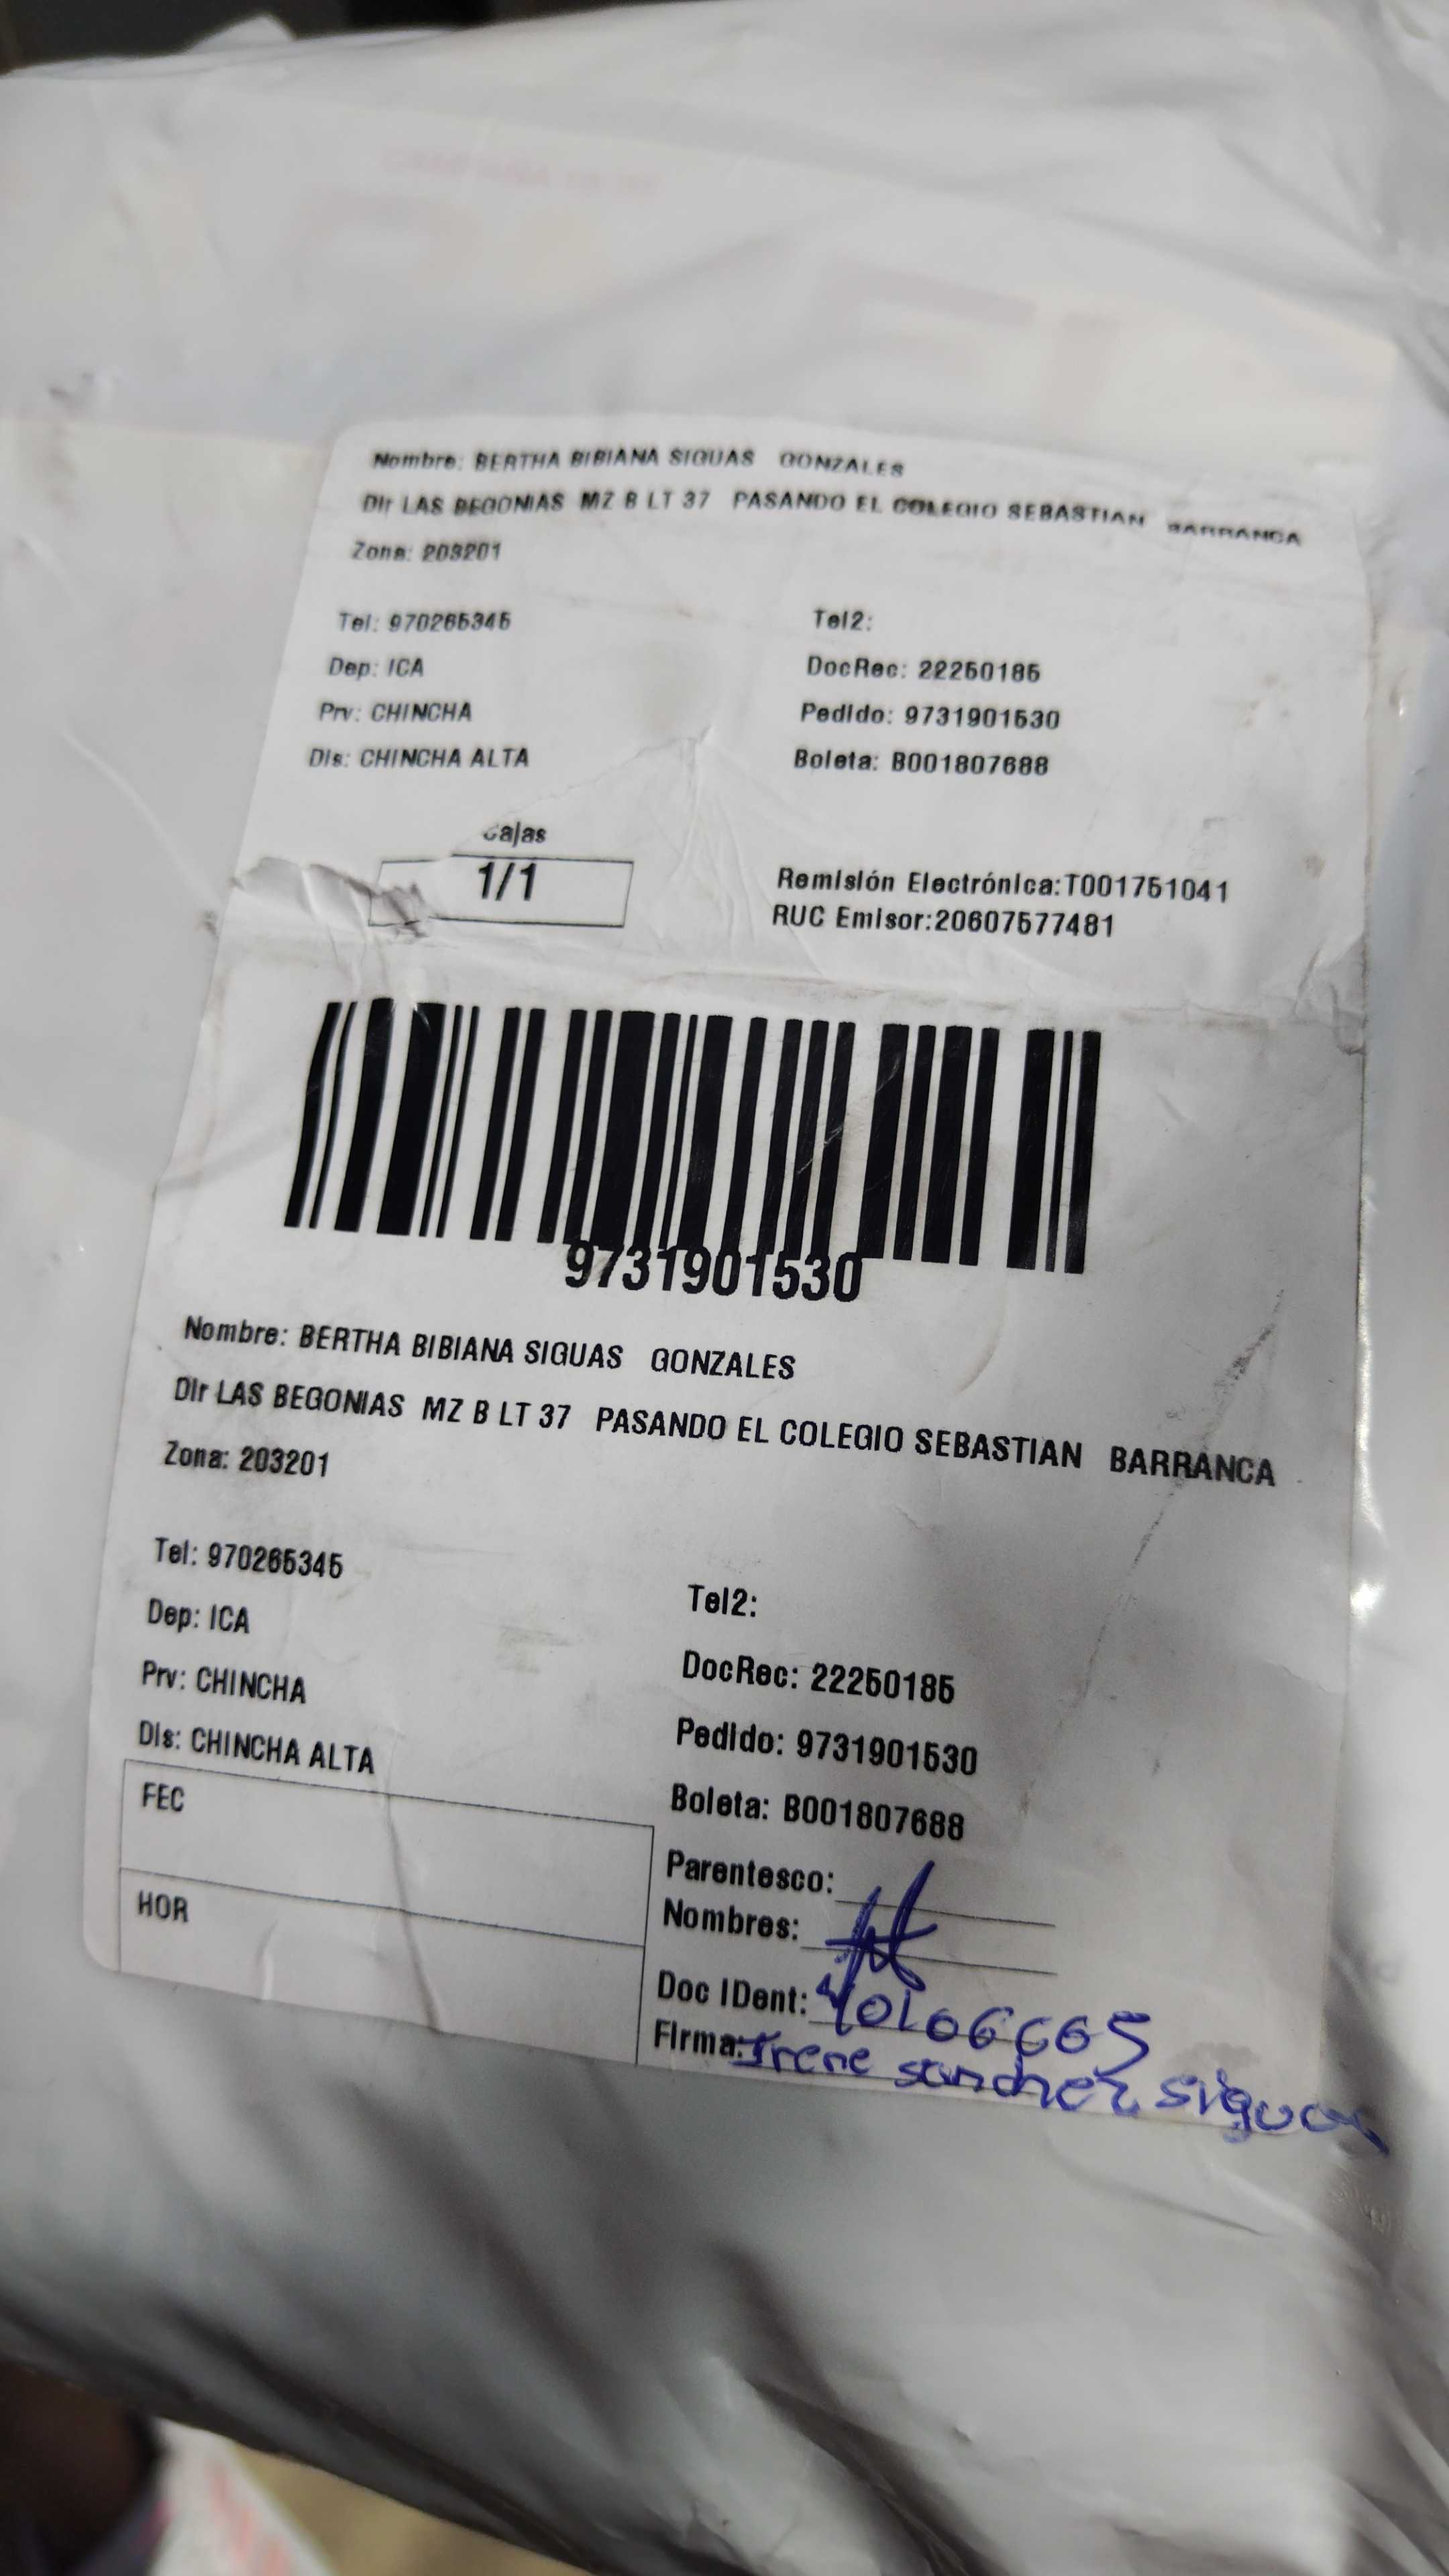 Nombre: BERTHA BIBIANA SIGUAS GONZALES
Dir LAS BEGONIAS MZ B LT 37 PASANDO EL COLEGIO SEBASTIAN BARRANCA
Zona: 203201
Tel: 970265345 Tel2:
Dep: ICA DocRec: 22250185
Prv: CHINCHA Pedido: 9731901530
Dis: CHINCHA ALTA Boleta: B001807688
Cajas
1/1
Remisión Electrónica:T001751041
RUC Emisor:20607577481
9731901530
Nombre: BERTHA BIBIANA SIGUAS GONZALES
Dir LAS BEGONIAS MZ B LT 37 PASANDO EL COLEGIO SEBASTIAN BARRANCA
Zona: 203201
Tel: 970265345 Tel2:
Dep: ICA DocRec: 22250185
Prv: CHINCHA Pedido: 9731901530
Dis: CHINCHA ALTA Boleta: B001807688
FEC
Parentesco:
HOR
Nombres:
Doc IDent: 40106665
Firma: Irene sanchez siguas